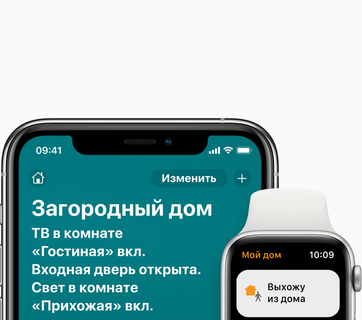 09:41
Изменить
Загородный дом
ТВ в комнате
«Гостиная» вкл.
Входная дверь открыта.
Свет в комнате
«Прихожая» вкл.
Мой дом
10:09
Выхожу
из дома